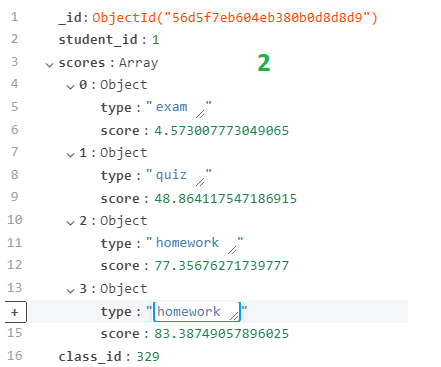 1 _id:ObjectId("56d5f7eb604eb380b0d8d8d9")
2 student_id:1
3 scores:Array
2
4 0:Object
5 type:"exam"
6 score:4.573007773049065
7 1:Object
8 type:"quiz"
9 score:48.864117547186915
10 2:Object
11 type:"homework"
12 score:77.35676271739777
13 3:Object
+ type:"homework"
15 score:83.38749057896025
16 class_id:329